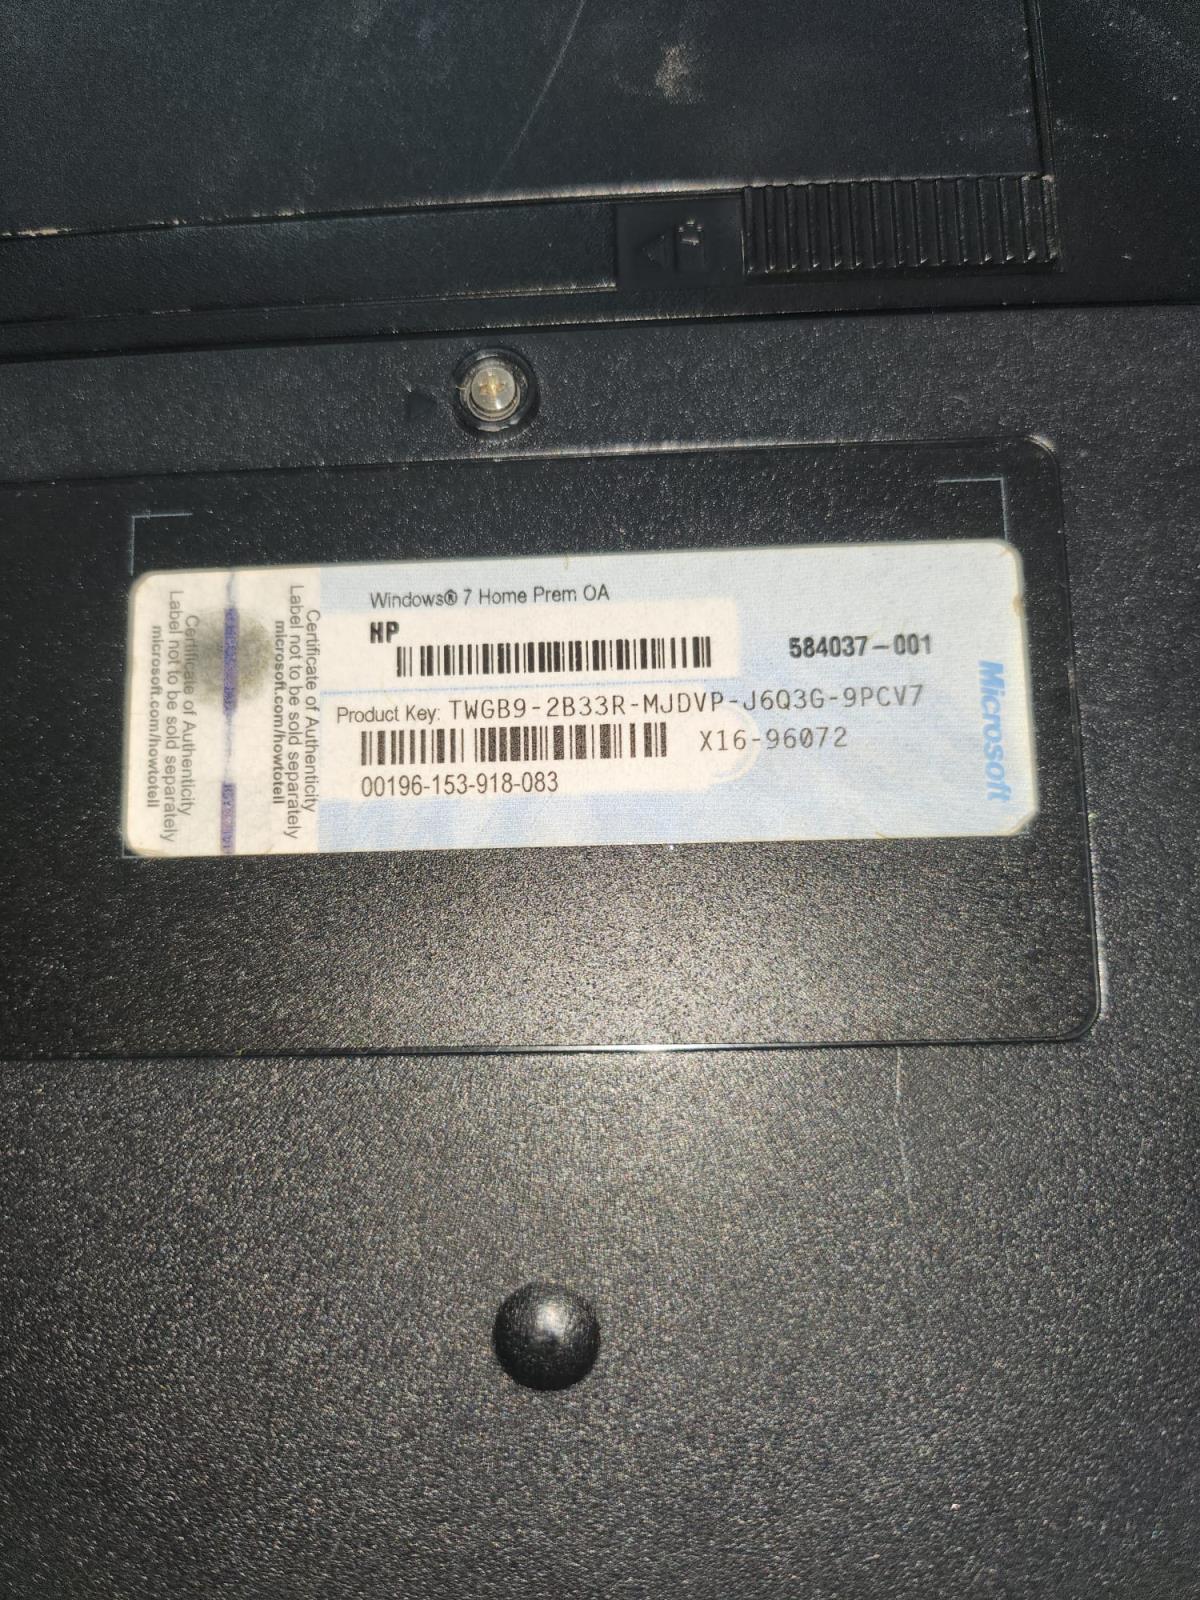 Windows® 7 Home Prem OA
HP
584037-001
Product Key: TWGB9-2B33R-MJDVP-J6Q3G-9PCV7
X16-96072
00196-153-918-083
Microsoft
Certificate of Authenticity
Label not to be sold separately
microsoft.com/howtotell
Certificate of Authenticity
Label not to be sold separately
microsoft.com/howtotell